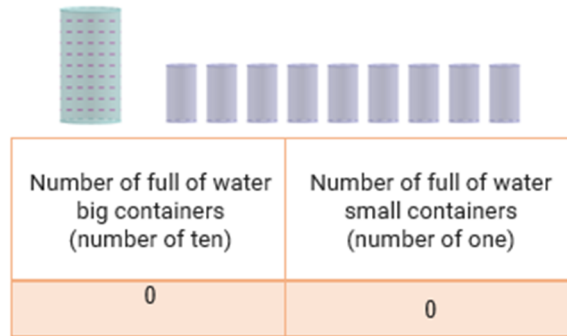 Number of full of water
big containers
(number of ten)
Number of full of water
small containers
(number of one)
0
0